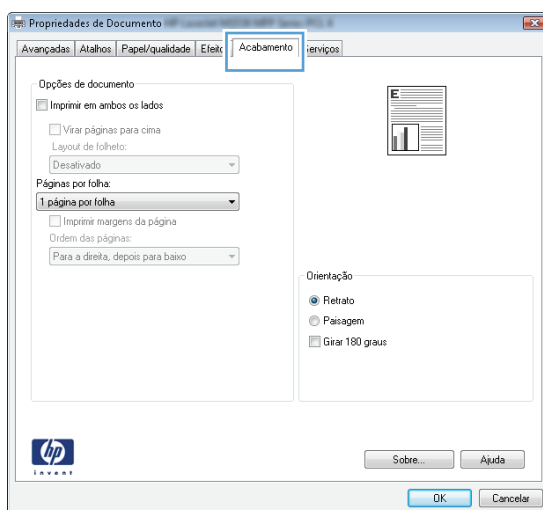 Propriedades de Documento
Avançadas Atalhos Papel/qualidade Efeito Acabamento erviços
Opções de documento
Imprimir em ambos os lados
Virar páginas para cima
Layout de folheto:
Desativado
Páginas por folha:
1 página por folha
Imprimir margens da página
Ordem das páginas:
Para a direita, depois para baixo
E
Orientação
Retrato
Paisagem
Girar 180 graus
hp
invent
Sobre... Ajuda
OK Cancelar